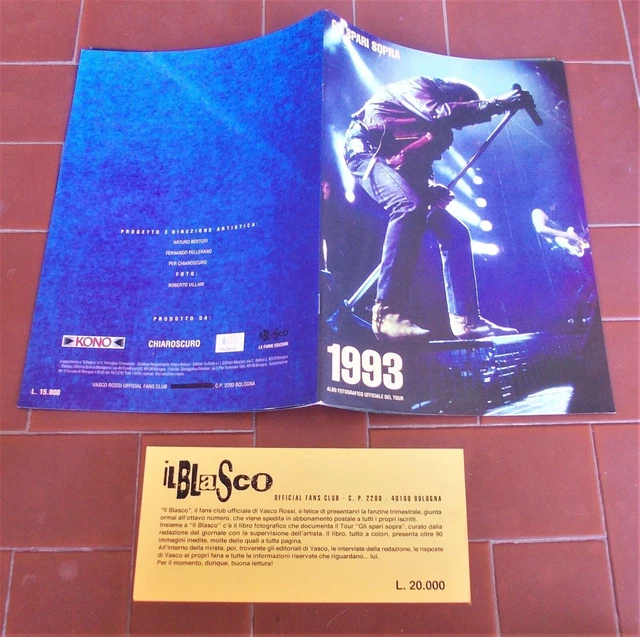 GLI SPARI SOPRA
1993
ALBO FOTOGRAFICO UFFICIALE DEL TOUR
PROGETTO E DIREZIONE ARTISTICA:
ARTURO BERTUSI
FERNANDO PELLERANO
PER CHIAROSCURO
FOTO:
ROBERTO VILLANI
PRODOTTO DA:
KONO
CHIAROSCURO
ilBLaSCO
LE FURIE EDIZIONI
L. 15.000
VASCO ROSSI OFFICIAL FANS CLUB
C.P. 2200 BOLOGNA
iLBLaSCO
OFFICIAL FANS CLUB - C. P. 2200 - 40100 BOLOGNA
"Il Blasco", il fans club ufficiale di Vasco Rossi, è felice di presentarvi la fanzine trimestrale, giunta
ormai all'ottavo numero, che viene spedita in abbonamento postale a tutti i propri iscritti.
Insieme a "Il Blasco" c'è il libro fotografico che documenta il Tour "Gli spari sopra", curato dalla
redazione del giornale con la supervisione dell'artista. Il libro, tutto a colori, presenta oltre 90
immagini inedite, molte delle quali a tutta pagina.
All'interno della rivista, poi, troverete gli editoriali di Vasco, le interviste della redazione, le risposte
di Vasco ai propri fans e tutte le informazioni riservate che riguardano... lui.
Per il momento, dunque, buona lettura!
L. 20.000